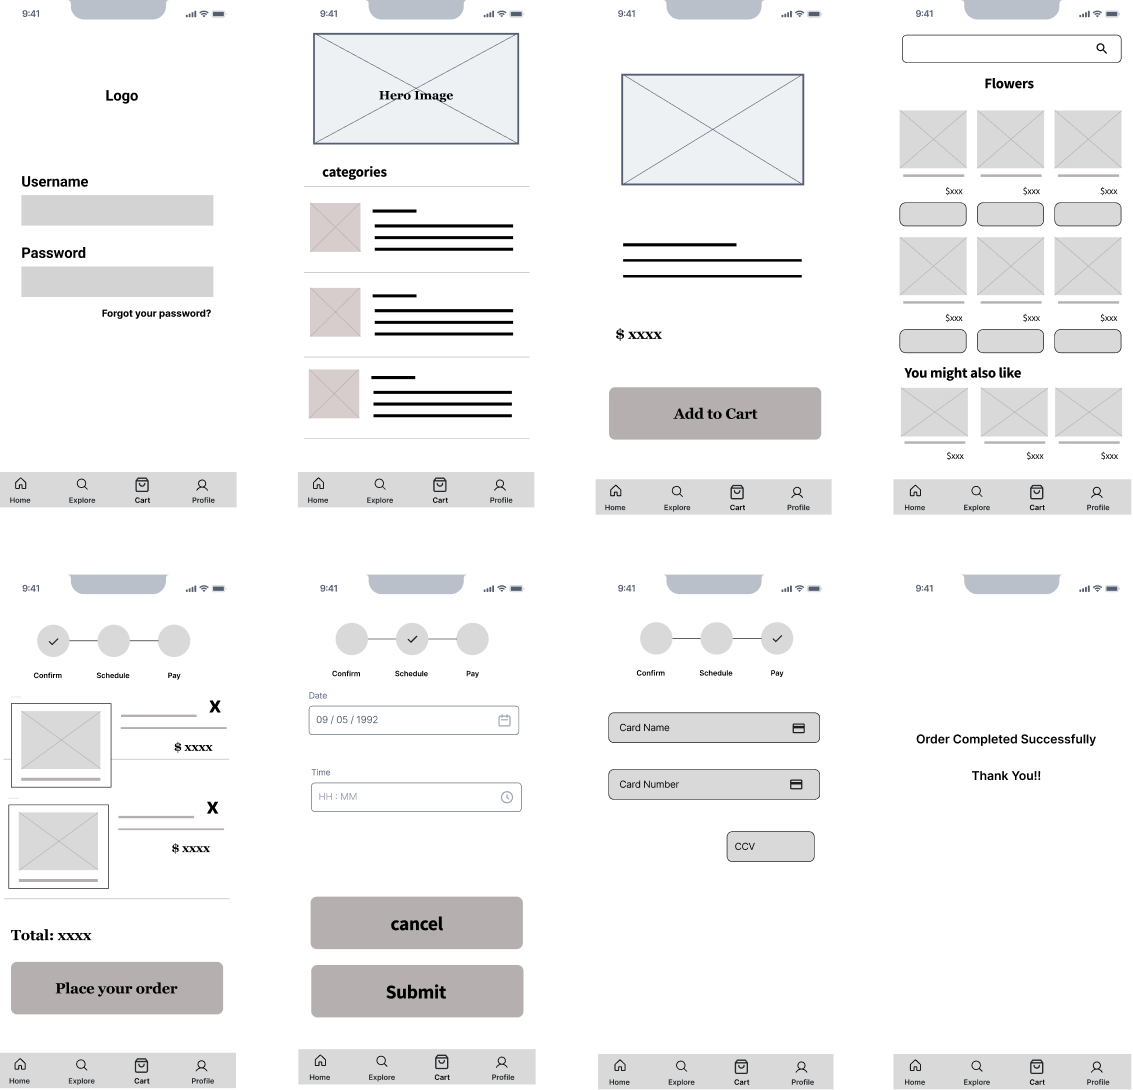 9:41
Logo
Username
Password
Forgot your password?
Home Explore Cart Profile
9:41
Hero Image
categories
Home Explore Cart Profile
9:41
$ xxxx
Add to Cart
Home Explore Cart Profile
9:41
Flowers
$xxx $xxx $xxx
$xxx $xxx $xxx
You might also like
$xxx $xxx $xxx
Home Explore Cart Profile
9:41
Confirm Schedule Pay
X
$ xxxx
X
$ xxxx
Total: xxxx
Place your order
Home Explore Cart Profile
9:41
Confirm Schedule Pay
Date
09 / 05 / 1992
Time
HH : MM
cancel
Submit
Home Explore Cart Profile
9:41
Confirm Schedule Pay
Card Name
Card Number
CCV
Home Explore Cart Profile
9:41
Order Completed Successfully
Thank You!!
Home Explore Cart Profile